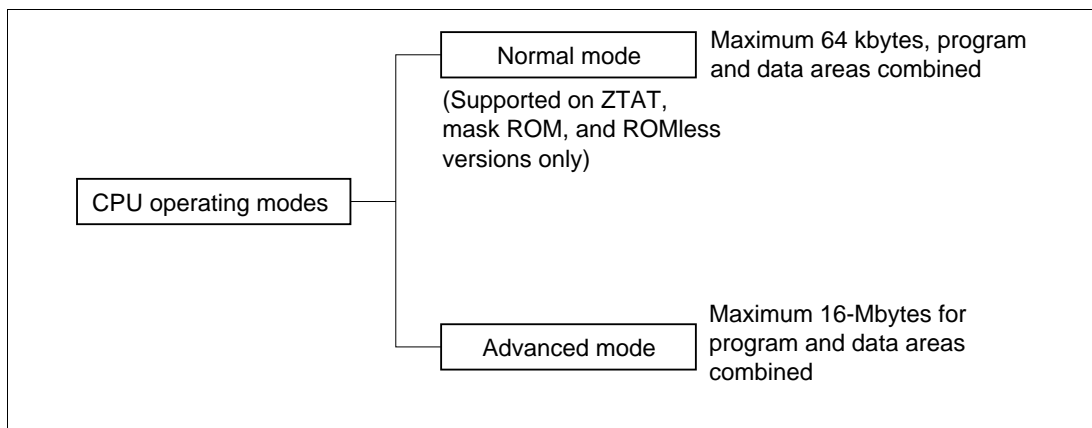 Normal mode
Maximum 64 kbytes, program
and data areas combined
(Supported on ZTAT,
mask ROM, and ROMless
versions only)
CPU operating modes
Advanced mode
Maximum 16-Mbytes for
program and data areas
combined